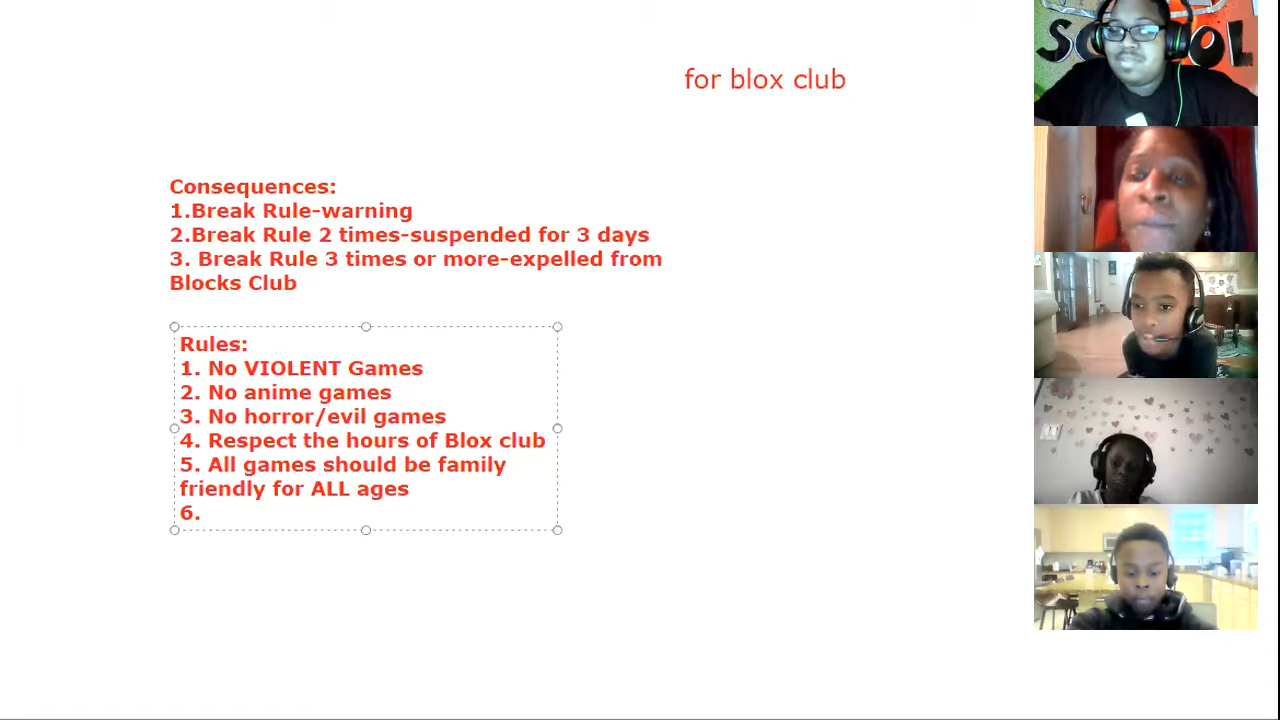 for blox club
Consequences:
1.Break Rule-warning
2.Break Rule 2 times-suspended for 3 days
3. Break Rule 3 times or more-expelled from
Blocks Club
Rules:
1. No VIOLENT Games
2. No anime games
3. No horror/evil games
4. Respect the hours of Blox club
5. All games should be family
friendly for ALL ages
6.